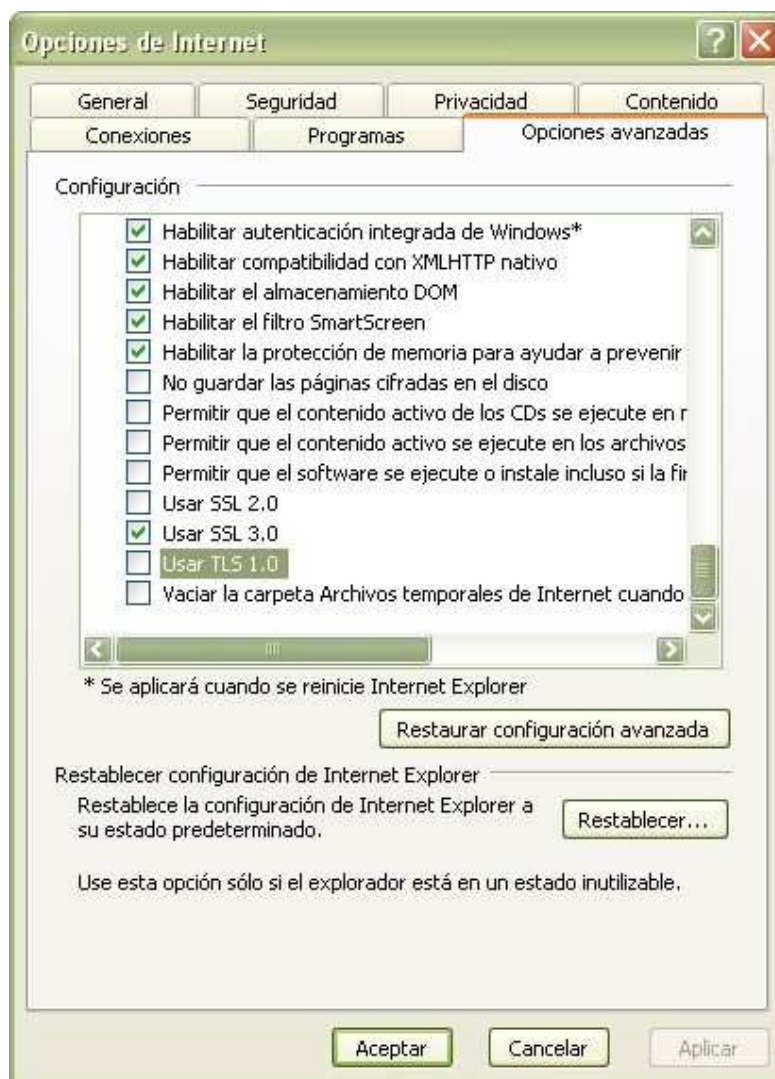 Opciones de Internet
General
Seguridad
Privacidad
Contenido
Conexiones
Programas
Opciones avanzadas
Configuración
Habilitar autenticación integrada de Windows*
Habilitar compatibilidad con XMLHTTP nativo
Habilitar el almacenamiento DOM
Habilitar el filtro SmartScreen
Habilitar la protección de memoria para ayudar a prevenir
No guardar las páginas cifradas en el disco
Permitir que el contenido activo de los CDs se ejecute en
Permitir que el contenido activo se ejecute en los archivos
Permitir que el software se ejecute o instale incluso si la
Usar SSL 2.0
Usar SSL 3.0
Usar TLS 1.0
Vaciar la carpeta Archivos temporales de Internet cuando
* Se aplicará cuando se reinicie Internet Explorer
Restaurar configuración avanzada
Restablecer configuración de Internet Explorer
Restablece la configuración de Internet Explorer a
su estado predeterminado.
Restablecer...
Use esta opción sólo si el explorador está en un estado inutilizable.
Aceptar
Cancelar
Aplicar